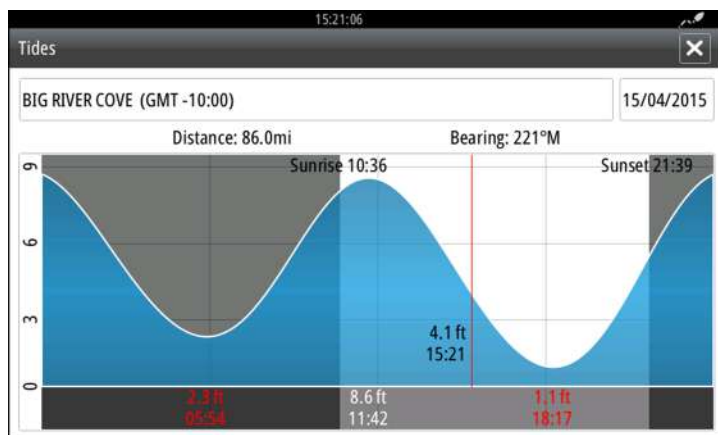 15:21:06
Tides
BIG RIVER COVE (GMT -10:00)
15/04/2015
Distance: 86.0mi
Bearing: 221°M
Sunrise 10:36
Sunset 21:39
9
6
3
0
4.1 ft
15:21
2.3 ft
05:54
8.6 ft
11:42
1.1 ft
18:17